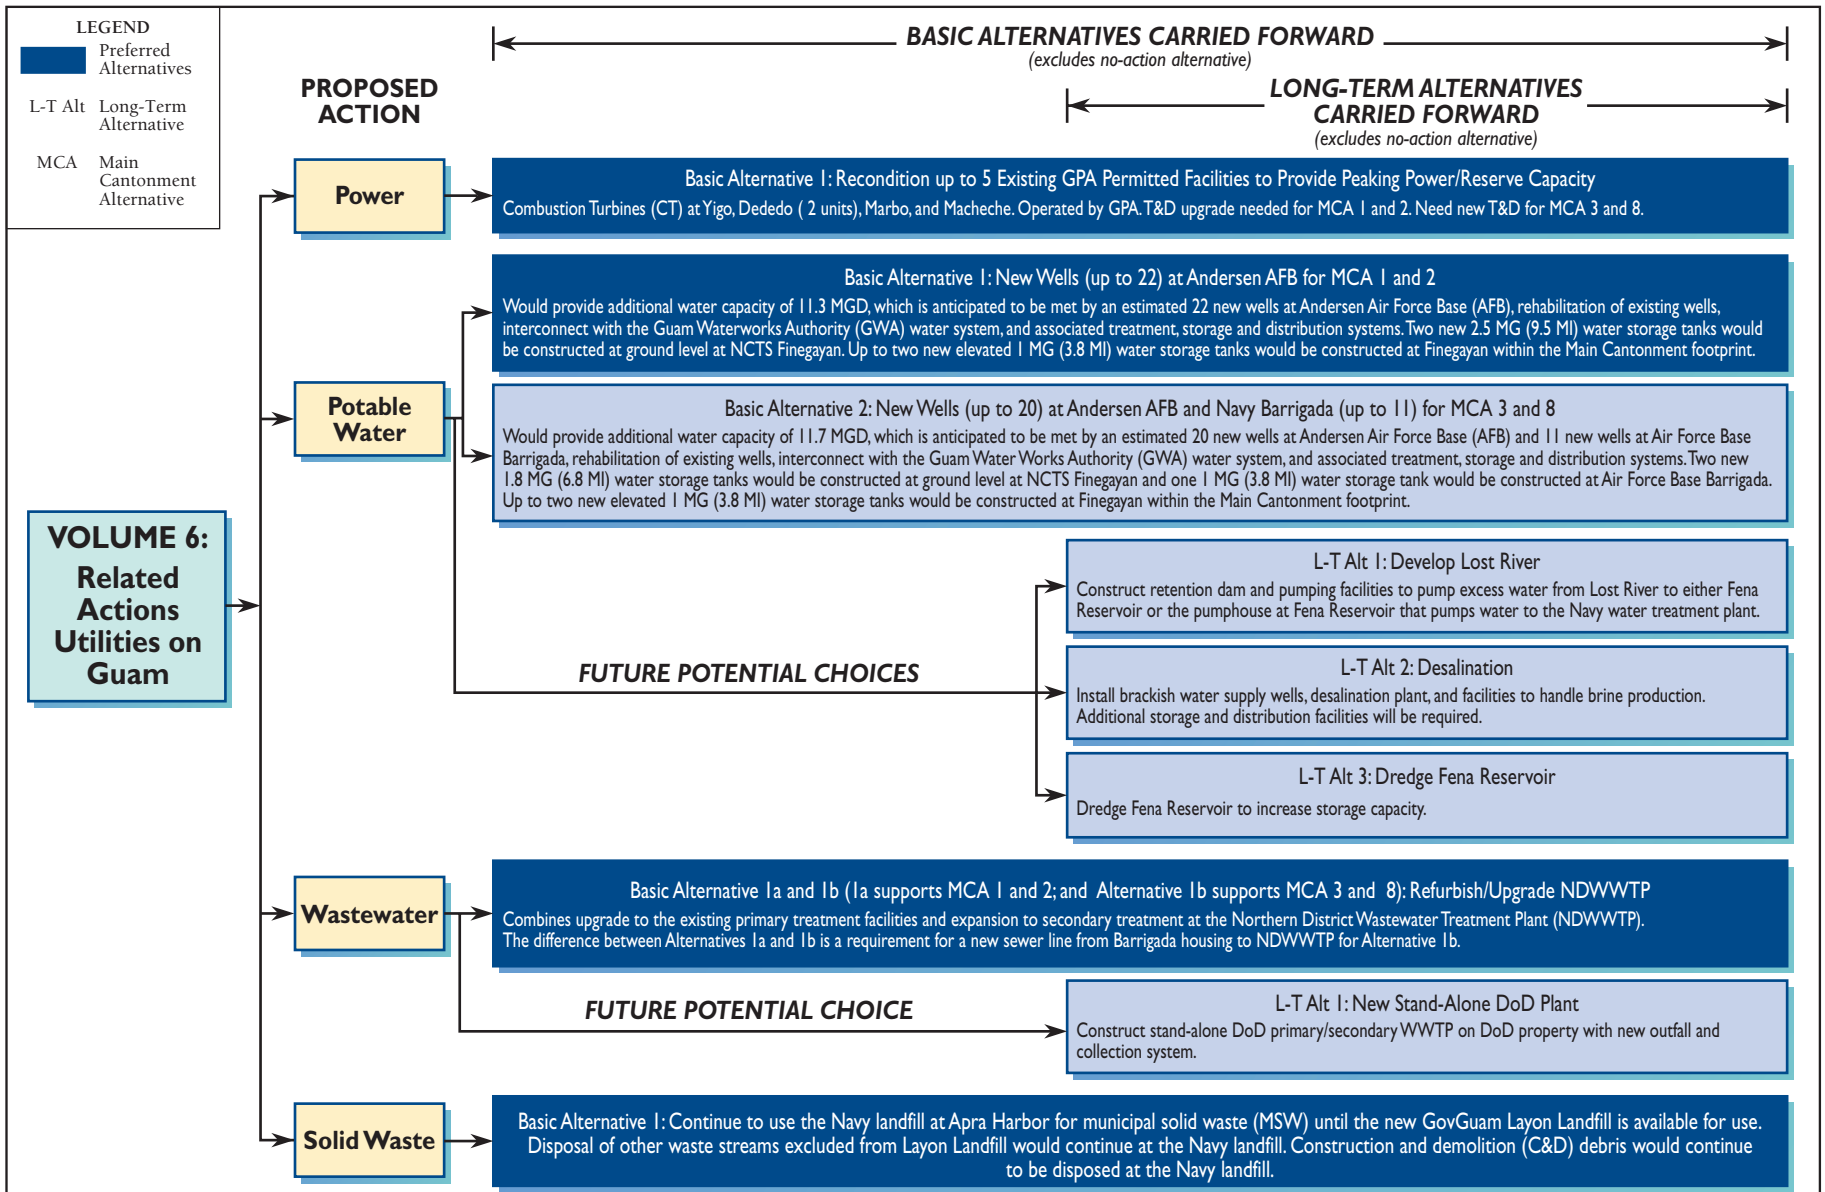 LEGEND
Preferred
Alternatives
L-T Alt Long-Term
Alternative
MCA Main
Cantonment
Alternative
PROPOSED
ACTION
BASIC ALTERNATIVES CARRIED FORWARD
(excludes no-action alternative)
LONG-TERM ALTERNATIVES
CARRIED FORWARD
(excludes no-action alternative)
VOLUME 6:
Related
Actions
Utilities on
Guam
Power
Basic Alternative 1: Recondition up to 5 Existing GPA Permitted Facilities to Provide Peaking Power/Reserve Capacity
Combustion Turbines (CT) at Yigo, Dededo ( 2 units), Marbo, and Macheche. Operated by GPA. T&D upgrade needed for MCA 1 and 2. Need new T&D for MCA 3 and 8.
Potable
Water
Basic Alternative 1: New Wells (up to 22) at Andersen AFB for MCA 1 and 2
Would provide additional water capacity of 11.3 MGD, which is anticipated to be met by an estimated 22 new wells at Andersen Air Force Base (AFB), rehabilitation of existing wells,
interconnect with the Guam Waterworks Authority (GWA) water system, and associated treatment, storage and distribution systems. Two new 2.5 MG (9.5 Ml) water storage tanks would
be constructed at ground level at NCTS Finegayan. Up to two new elevated 1 MG (3.8 Ml) water storage tanks would be constructed at Finegayan within the Main Cantonment footprint.
Basic Alternative 2: New Wells (up to 20) at Andersen AFB and Navy Barrigada (up to 11) for MCA 3 and 8
Would provide additional water capacity of 11.7 MGD, which is anticipated to be met by an estimated 20 new wells at Andersen Air Force Base (AFB) and 11 new wells at Air Force Base
Barrigada, rehabilitation of existing wells, interconnect with the Guam Water Works Authority (GWA) water system, and associated treatment, storage and distribution systems. Two new
1.8 MG (6.8 Ml) water storage tanks would be constructed at ground level at NCTS Finegayan and one 1 MG (3.8 Ml) water storage tank would be constructed at Air Force Base Barrigada.
Up to two new elevated 1 MG (3.8 Ml) water storage tanks would be constructed at Finegayan within the Main Cantonment footprint.
FUTURE POTENTIAL CHOICES
L-T Alt 1: Develop Lost River
Construct retention dam and pumping facilities to pump excess water from Lost River to either Fena
Reservoir or the pumphouse at Fena Reservoir that pumps water to the Navy water treatment plant.
L-T Alt 2: Desalination
Install brackish water supply wells, desalination plant, and facilities to handle brine production.
Additional storage and distribution facilities will be required.
L-T Alt 3: Dredge Fena Reservoir
Dredge Fena Reservoir to increase storage capacity.
Wastewater
Basic Alternative 1a and 1b (1a supports MCA 1 and 2; and Alternative 1b supports MCA 3 and 8): Refurbish/Upgrade NDWWTP
Combines upgrade to the existing primary treatment facilities and expansion to secondary treatment at the Northern District Wastewater Treatment Plant (NDWWTP).
The difference between Alternatives 1a and 1b is a requirement for a new sewer line from Barrigada housing to NDWWTP for Alternative 1b.
FUTURE POTENTIAL CHOICE
L-T Alt 1: New Stand-Alone DoD Plant
Construct stand-alone DoD primary/secondary WWTP on DoD property with new outfall and
collection system.
Solid Waste
Basic Alternative 1: Continue to use the Navy landfill at Apra Harbor for municipal solid waste (MSW) until the new GovGuam Layon Landfill is available for use.
Disposal of other waste streams excluded from Layon Landfill would continue at the Navy landfill. Construction and demolition (C&D) debris would continue
to be disposed at the Navy landfill.